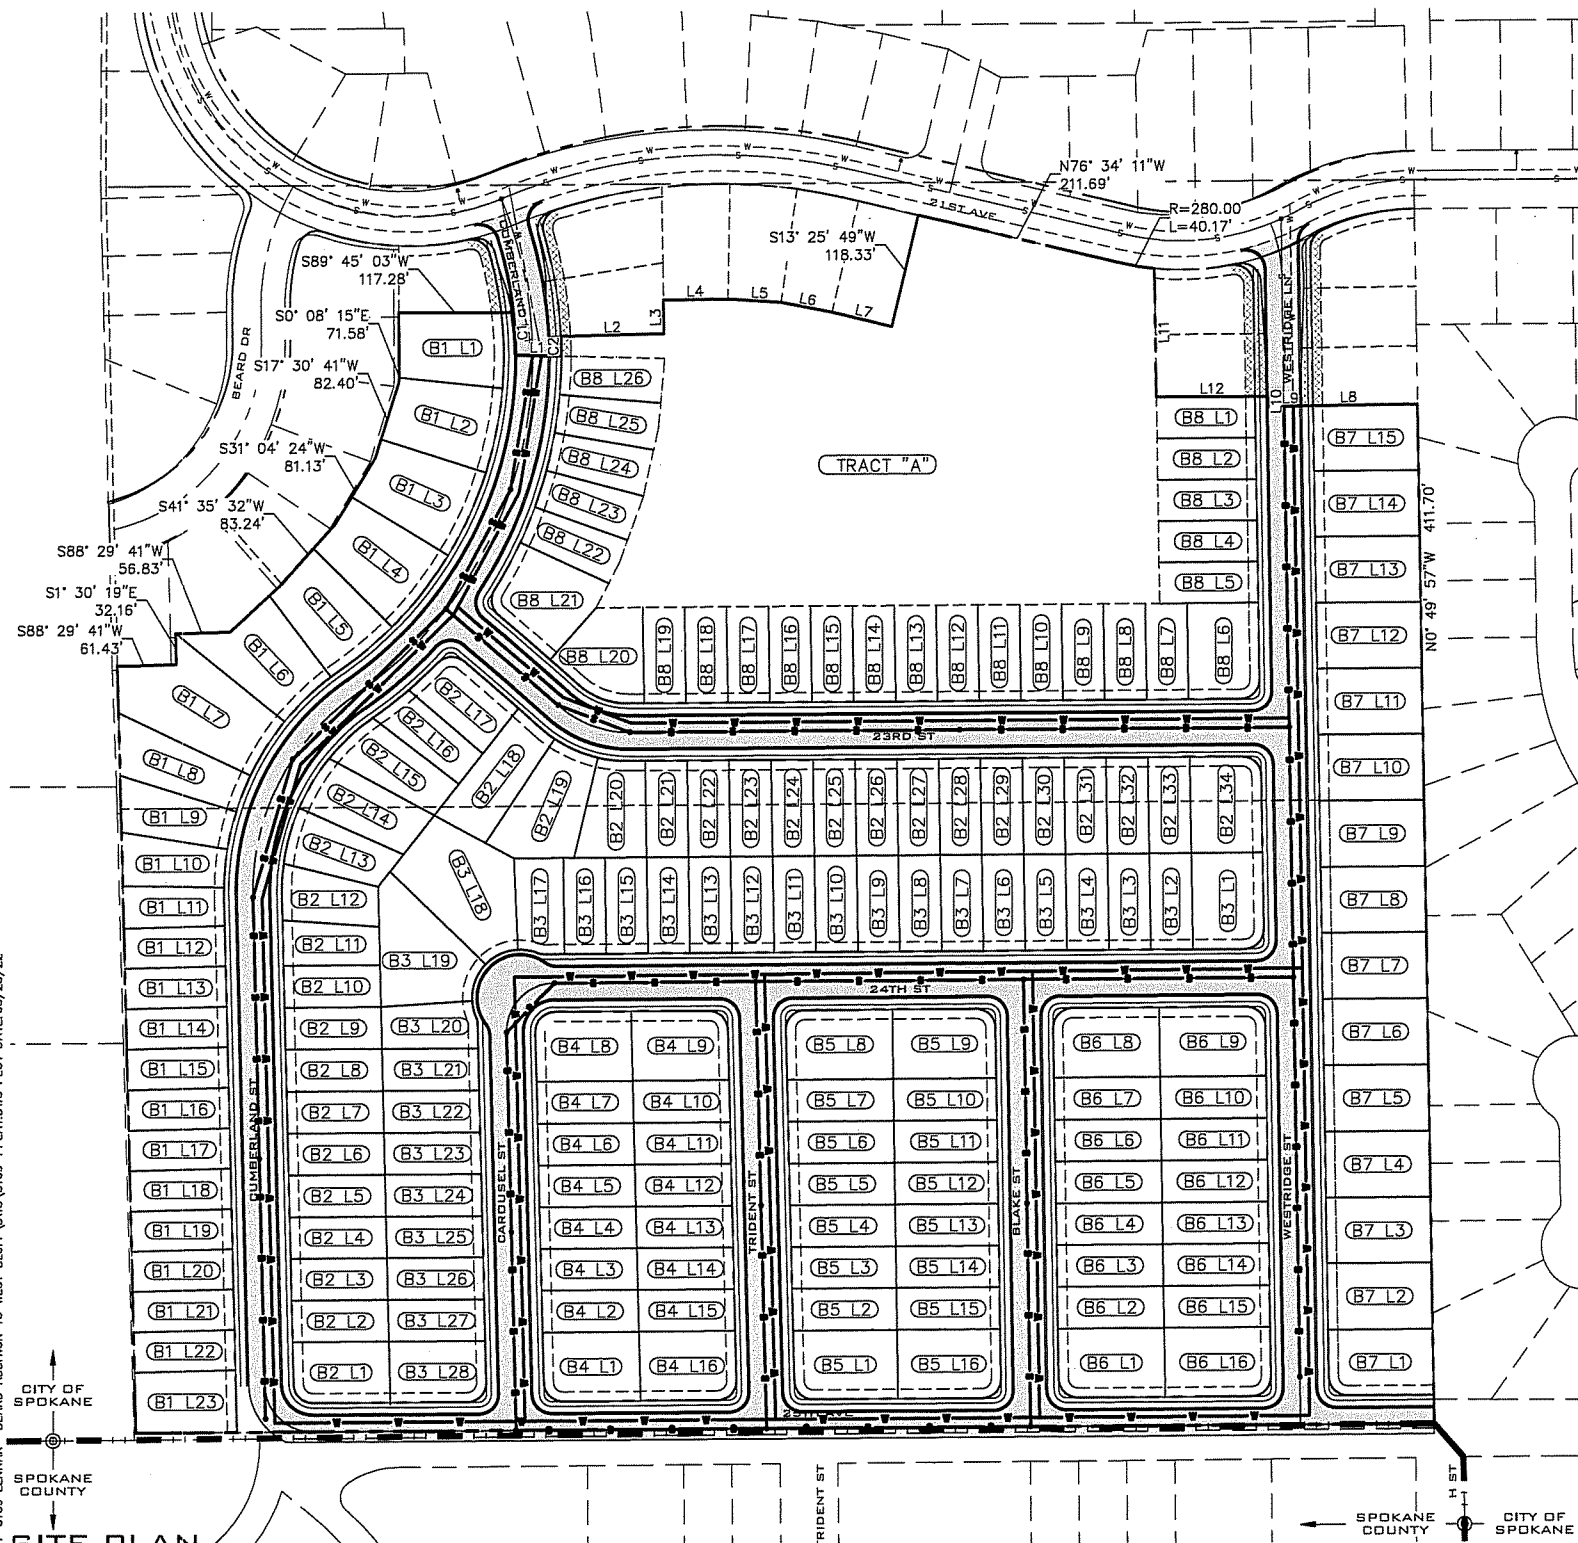 N76° 34' 11"W
211.69'
R=280.00
L=40.17'
21ST AVE
CUMBERLAND
WESTRIDGE LN
S13° 25' 49"W
118.33'
S89° 45' 03"W
117.28'
S0° 08' 15"E
71.58'
S17° 30' 41"W
82.40'
S31° 04' 24"W
81.13'
S41° 35' 32"W
83.24'
S88° 29' 41"W
56.83'
S1° 30' 19"E
32.16'
S88° 29' 41"W
61.43'
BEARD DR
C1
L1
C2
L2
L3
L4
L5
L6
L7
L11
L12
L10
L9
L8
N0° 49' 57"W 411.70'
TRACT "A"
B1 L1
B1 L2
B1 L3
B1 L4
B1 L5
B1 L6
B1 L7
B1 L8
B1 L9
B1 L10
B1 L11
B1 L12
B1 L13
B1 L14
B1 L15
B1 L16
B1 L17
B1 L18
B1 L19
B1 L20
B1 L21
B1 L22
B1 L23
B8 L26
B8 L25
B8 L24
B8 L23
B8 L22
B8 L21
B8 L20
B8 L19
B8 L18
B8 L17
B8 L16
B8 L15
B8 L14
B8 L13
B8 L12
B8 L11
B8 L10
B8 L9
B8 L8
B8 L7
B8 L6
B8 L1
B8 L2
B8 L3
B8 L4
B8 L5
B7 L15
B7 L14
B7 L13
B7 L12
B7 L11
B7 L10
B7 L9
B7 L8
B7 L7
B7 L6
B7 L5
B7 L4
B7 L3
B7 L2
B7 L1
23RD ST
B2 L17
B2 L16
B2 L15
B2 L14
B2 L13
B2 L12
B2 L11
B2 L10
B2 L9
B2 L8
B2 L7
B2 L6
B2 L5
B2 L4
B2 L3
B2 L2
B2 L1
B2 L18
B2 L19
B2 L20
B2 L21
B2 L22
B2 L23
B2 L24
B2 L25
B2 L26
B2 L27
B2 L28
B2 L29
B2 L30
B2 L31
B2 L32
B2 L33
B2 L34
B3 L18
B3 L17
B3 L16
B3 L15
B3 L14
B3 L13
B3 L12
B3 L11
B3 L10
B3 L9
B3 L8
B3 L7
B3 L6
B3 L5
B3 L4
B3 L3
B3 L2
B3 L1
B3 L19
B3 L20
B3 L21
B3 L22
B3 L23
B3 L24
B3 L25
B3 L26
B3 L27
B3 L28
24TH ST
B4 L8
B4 L9
B4 L7
B4 L10
B4 L6
B4 L11
B4 L5
B4 L12
B4 L4
B4 L13
B4 L3
B4 L14
B4 L2
B4 L15
B4 L1
B4 L16
B5 L8
B5 L9
B5 L7
B5 L10
B5 L6
B5 L11
B5 L5
B5 L12
B5 L4
B5 L13
B5 L3
B5 L14
B5 L2
B5 L15
B5 L1
B5 L16
B6 L8
B6 L9
B6 L7
B6 L10
B6 L6
B6 L11
B6 L5
B6 L12
B6 L4
B6 L13
B6 L3
B6 L14
B6 L2
B6 L15
B6 L1
B6 L16
CUMBERLAND ST
CAROUSEL ST
TRIDENT ST
BLAKE ST
WESTRIDGE ST
25TH AVE
CITY OF
SPOKANE
SPOKANE
COUNTY
SITE PLAN
H ST
SPOKANE
COUNTY
CITY OF
SPOKANE